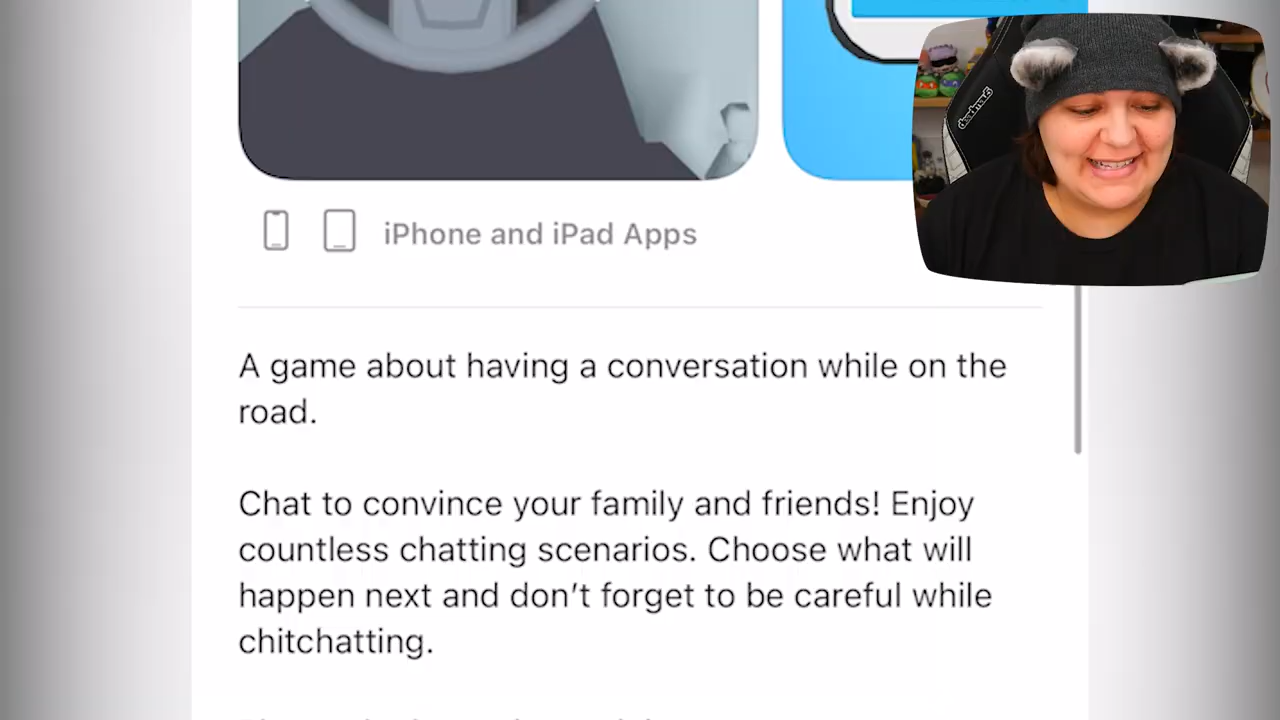 deadmau5
iPhone and iPad Apps
A game about having a conversation while on the
road.
Chat to convince your family and friends! Enjoy
countless chatting scenarios. Choose what will
happen next and don’t forget to be careful while
chitchatting.